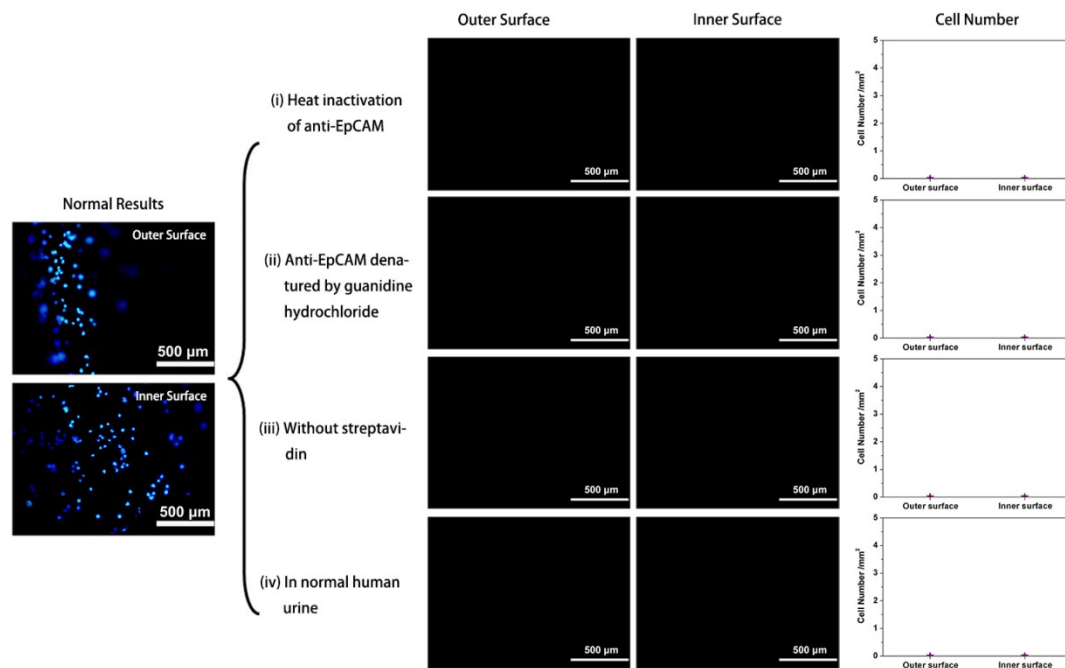 Outer Surface
Inner Surface
Cell Number
(i) Heat inactivation
of anti-EpCAM
500 µm
500 µm
5
4
3
2
1
0
Cell Number /mm²
Outer surface
Inner surface
Normal Results
Outer Surface
500 µm
Inner Surface
500 µm
(ii) Anti-EpCAM dena-
tured by guanidine
hydrochloride
500 µm
500 µm
5
4
3
2
1
0
Cell Number /mm²
Outer surface
Inner surface
(iii) Without streptavi-
din
500 µm
500 µm
5
4
3
2
1
0
Cell Number /mm²
Outer surface
Inner surface
(iv) In normal human
urine
500 µm
500 µm
5
4
3
2
1
0
Cell Number /mm²
Outer surface
Inner surface